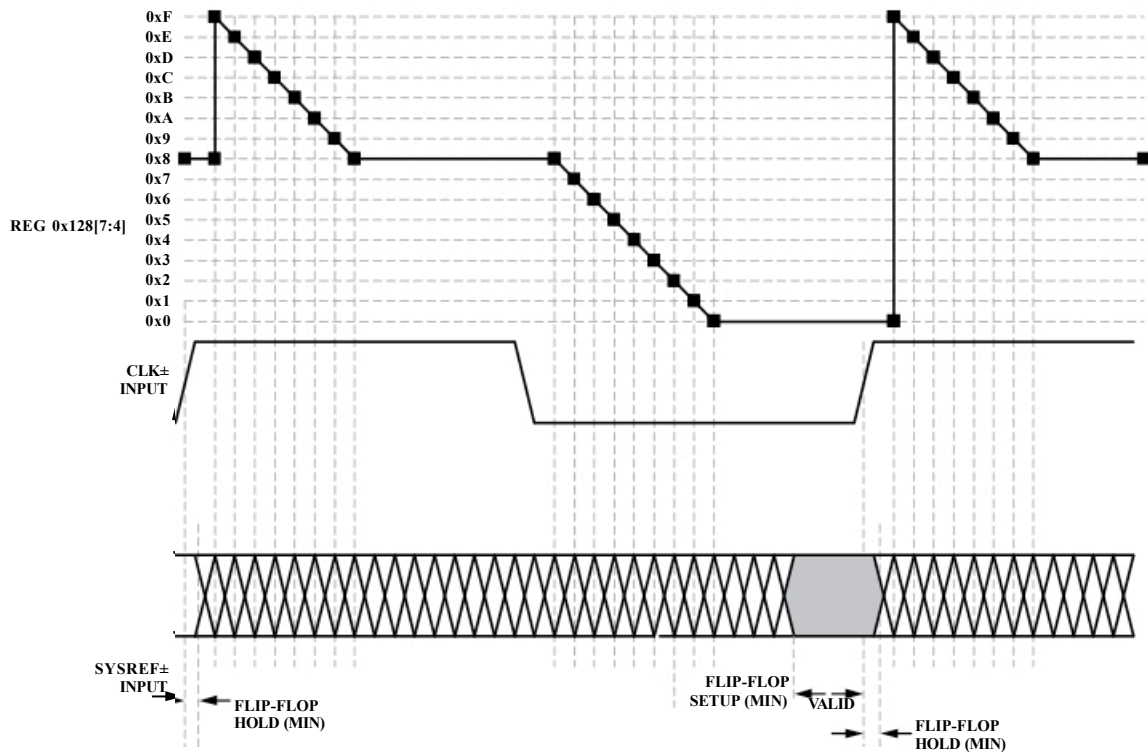 0xF
0xE
0xD
0xC
0xB
0xA
0x9
0x8
0x7
0x6
REG 0x128[7:4]
0x5
0x4
0x3
0x2
0x1
0x0
CLK±
INPUT
SYSREF±
INPUT
FLIP-FLOP
HOLD (MIN)
FLIP-FLOP
SETUP (MIN)
VALID
FLIP-FLOP
HOLD (MIN)